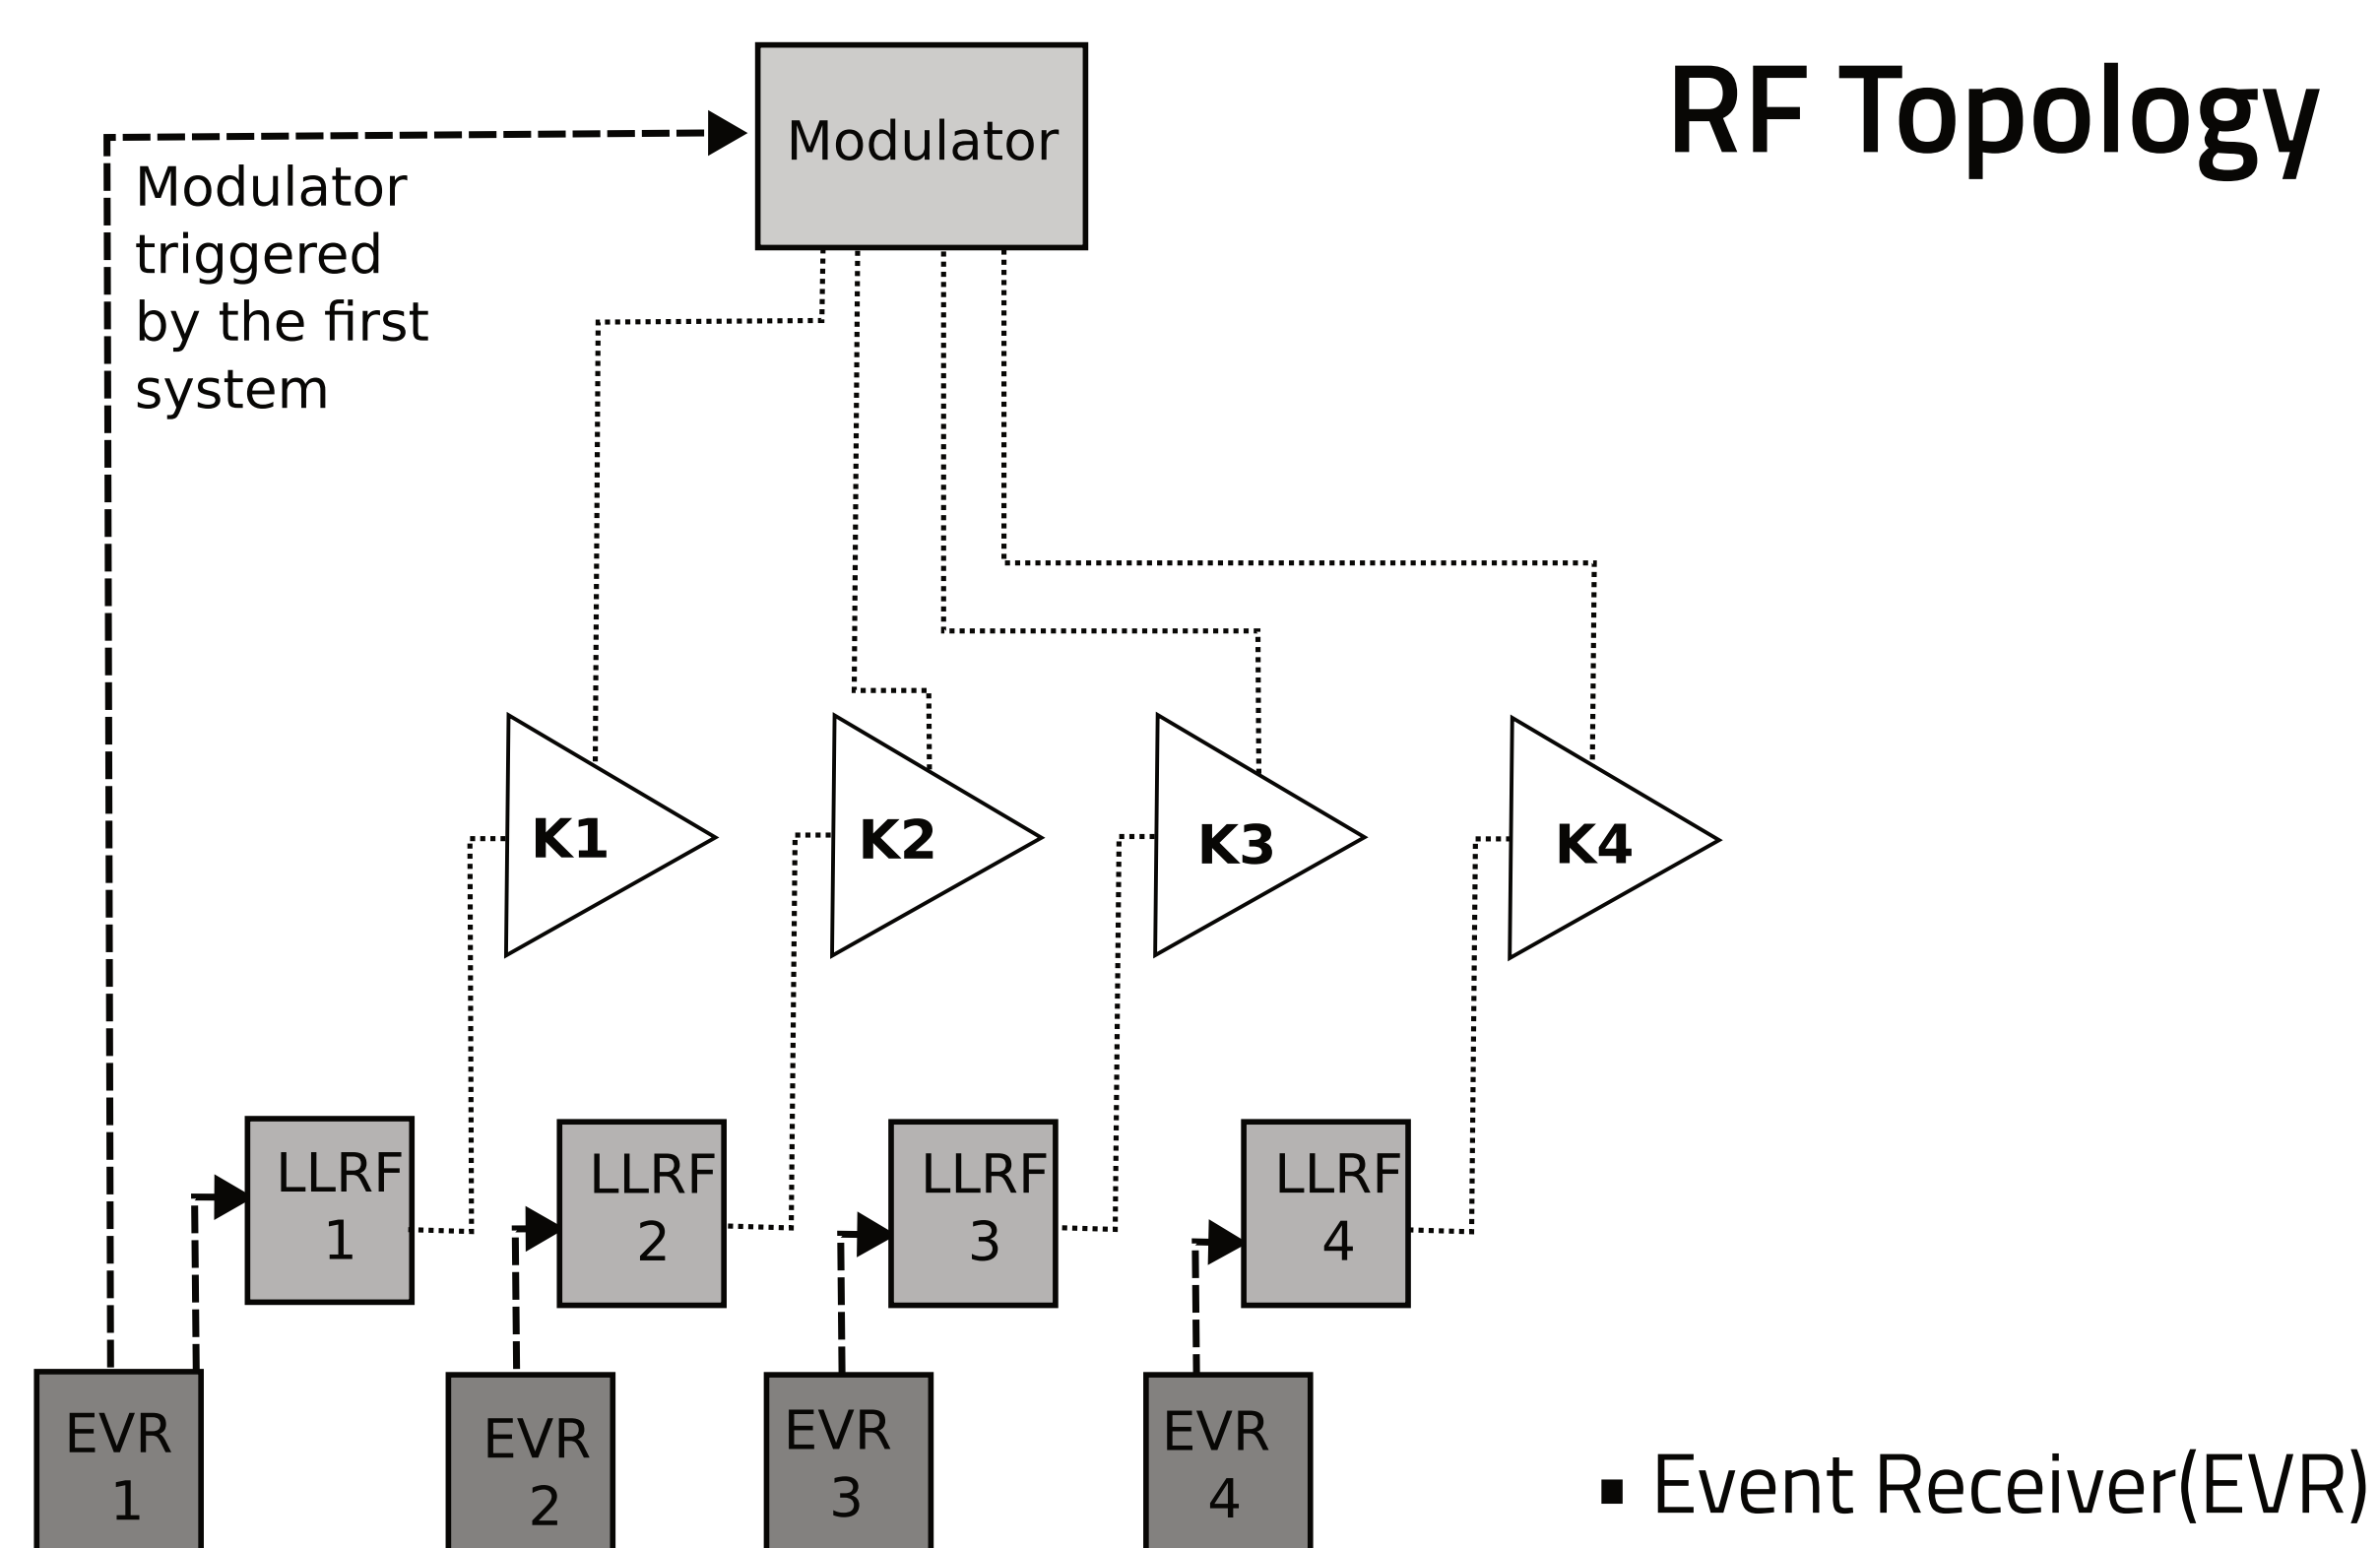 RF Topology
Modulator
Modulator
triggered
by the first
system
K1
K2
K3
K4
LLRF
1
LLRF
2
LLRF
3
LLRF
4
EVR
1
EVR
2
EVR
3
EVR
4
▪ Event Receiver(EVR)